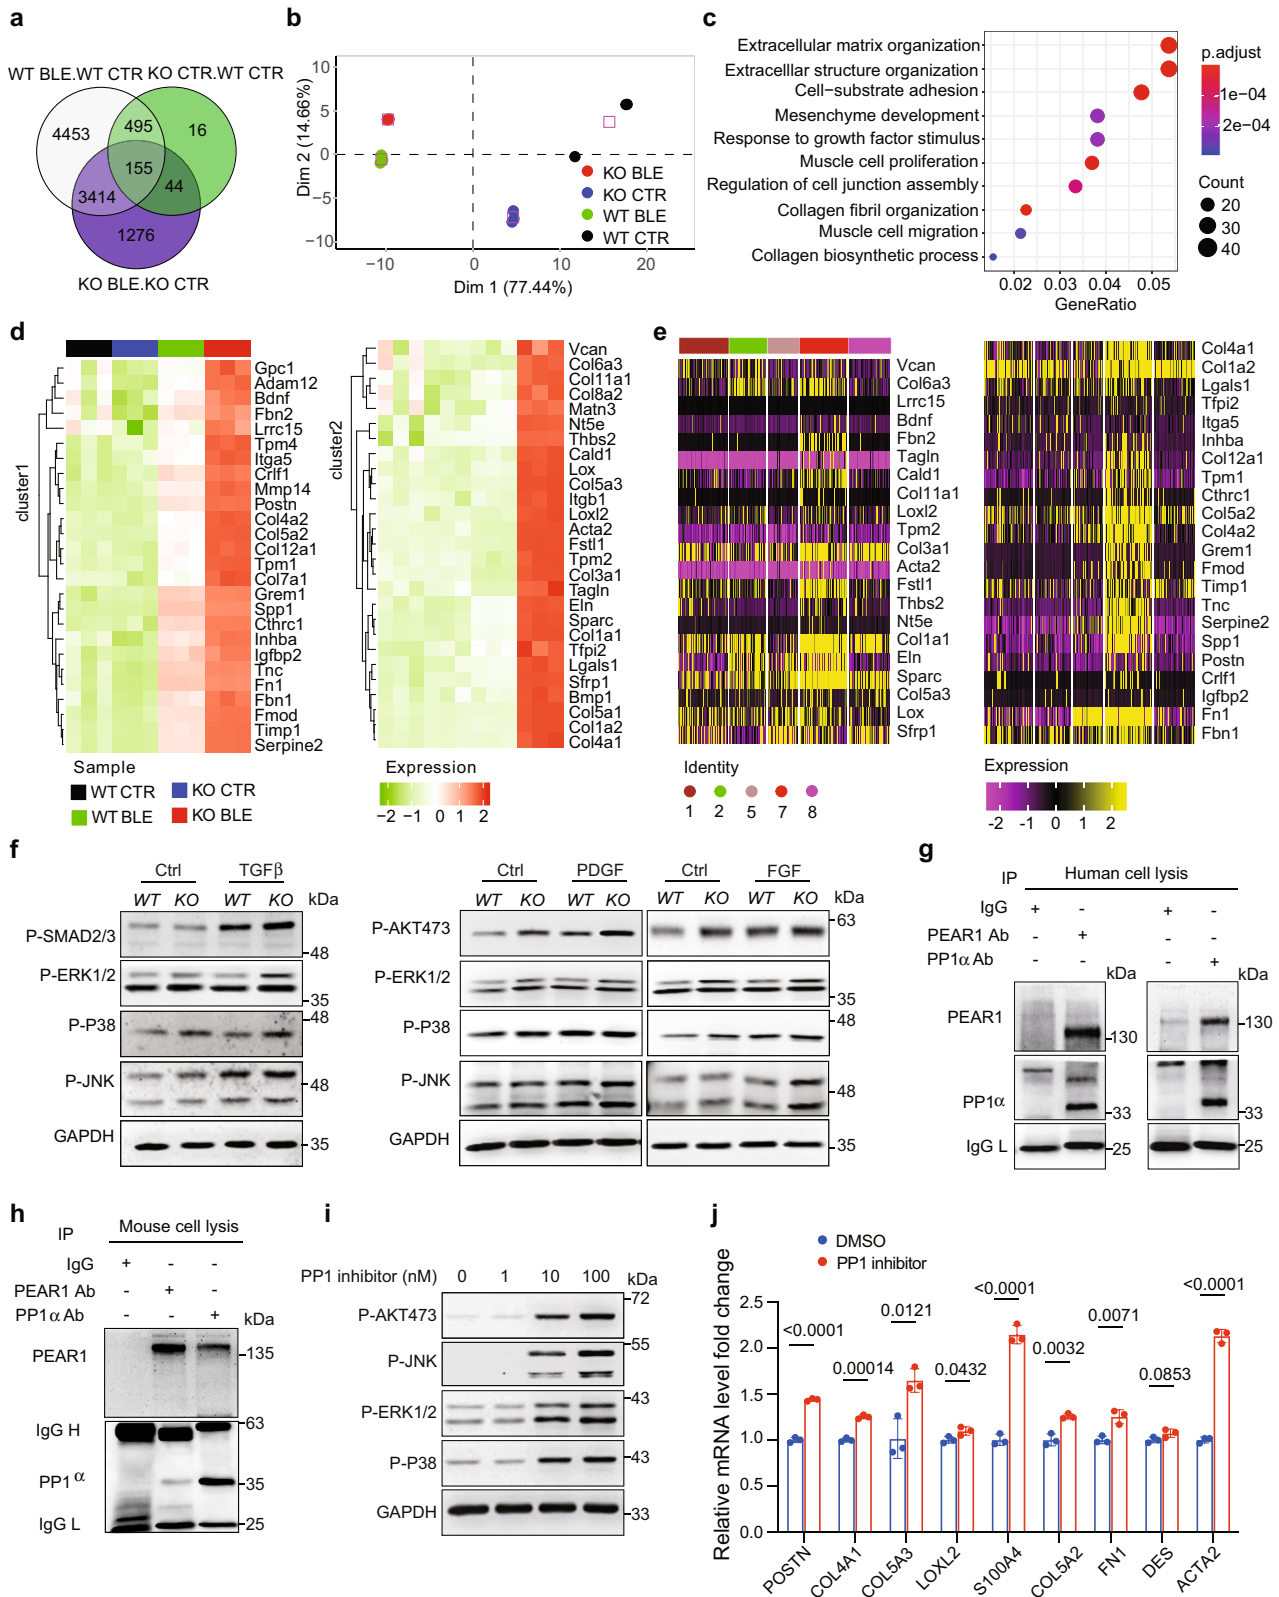 a
WT BLE.WT CTR
KO CTR.WT CTR
4453
495
16
155
3414
44
1276
KO BLE.KO CTR
b
Dim 2 (14.66%)
10
5
0
−5
−10
−10
0
10
20
Dim 1 (77.44%)
KO BLE
KO CTR
WT BLE
WT CTR
c
Extracellular matrix organization
Extracelllar structure organization
Cell-substrate adhesion
Mesenchyme development
Response to growth factor stimulus
Muscle cell proliferation
Regulation of cell junction assembly
Collagen fibril organization
Muscle cell migration
Collagen biosynthetic process
0.02
0.03
0.04
0.05
GeneRatio
p.adjust
1e−04
2e−04
Count
20
30
40
d
cluster1
Gpc1
Adam12
Bdnf
Fbn2
Lrrc15
Tpm4
Itga5
Crlf1
Mmp14
Postn
Col4a2
Col5a2
Col12a1
Tpm1
Col7a1
Grem1
Spp1
Cthrc1
Inhba
Igfbp2
Tnc
Fn1
Fbn1
Fmod
Timp1
Serpine2
Sample
WT CTR
KO CTR
WT BLE
KO BLE
cluster2
Vcan
Col6a3
Col11a1
Col8a2
Matn3
Nt5e
Thbs2
Cald1
Lox
Col5a3
Itgb1
Loxl2
Acta2
Fstl1
Tpm2
Col3a1
Tagln
Eln
Sparc
Col1a1
Tfpi2
Lgals1
Sfrp1
Bmp1
Col5a1
Col1a2
Col4a1
Expression
−2 −1 0 1 2
e
Vcan
Col6a3
Lrrc15
Bdnf
Fbn2
Tagln
Cald1
Col11a1
Loxl2
Tpm2
Col3a1
Acta2
Fstl1
Thbs2
Nt5e
Col1a1
Eln
Sparc
Col5a3
Lox
Sfrp1
Identity
1 2 5 7 8
Col4a1
Col1a2
Lgals1
Tfpi2
Itga5
Inhba
Col12a1
Tpm1
Cthrc1
Col5a2
Col4a2
Grem1
Fmod
Timp1
Tnc
Serpine2
Spp1
Postn
Crlf1
Igfbp2
Fn1
Fbn1
Expression
-2 -1 0 1 2
f
Ctrl TGFβ
WT KO WT KO kDa
P-SMAD2/3
48
P-ERK1/2
35
P-P38
48
P-JNK
48
GAPDH
35
Ctrl PDGF Ctrl FGF
WT KO WT KO WT KO WT KO
63
P-AKT473
P-ERK1/2
35
P-P38
48
P-JNK
48
GAPDH
35
g
IP Human cell lysis
IgG + - + -
PEAR1 Ab - + - -
PP1α Ab - - - +
kDa kDa
PEAR1
130
130
PP1α
33
33
IgG L
25
25
h
IP Mouse cell lysis
IgG + - -
PEAR1 Ab - + -
PP1α Ab - - +
kDa
PEAR1
135
IgG H
63
PP1α
35
IgG L
25
i
PP1 inhibitor (nM) 0 1 10 100 kDa
72
P-AKT473
55
P-JNK
43
P-ERK1/2
P-P38
43
GAPDH
33
j
DMSO
PP1 inhibitor
Relative mRNA level fold change
2.5
2.0
1.5
1.0
0.5
0.0
<0.0001
0.00014
0.0121
0.0432
<0.0001
0.0032
0.0071
0.0853
<0.0001
POSTN
COL4A1
COL5A3
LOXL2
S100A4
COL5A2
FN1
DES
ACTA2